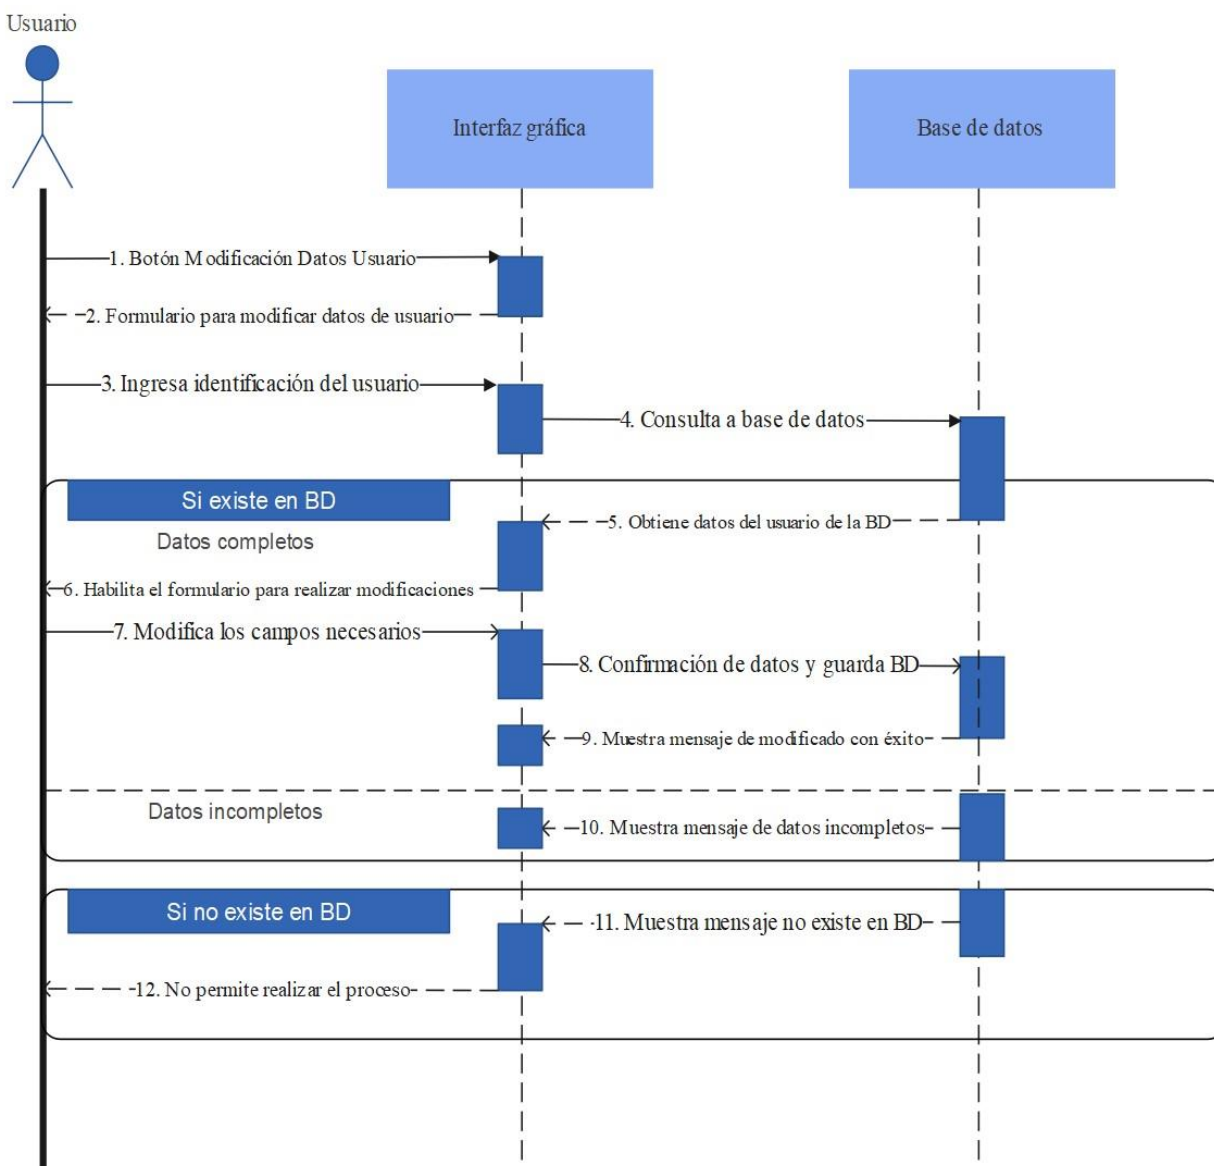 Usuario
Interfaz gráfica
Base de datos
1. Botón Modificación Datos Usuario
2. Formulario para modificar datos de usuario
3. Ingresa identificación del usuario
4. Consulta a base de datos
Si existe en BD
5. Obtiene datos del usuario de la BD
Datos completos
6. Habilita el formulario para realizar modificaciones
7. Modifica los campos necesarios
8. Confirmación de datos y guarda BD
9. Muestra mensaje de modificado con éxito
Datos incompletos
10. Muestra mensaje de datos incompletos
Si no existe en BD
11. Muestra mensaje no existe en BD
12. No permite realizar el proceso